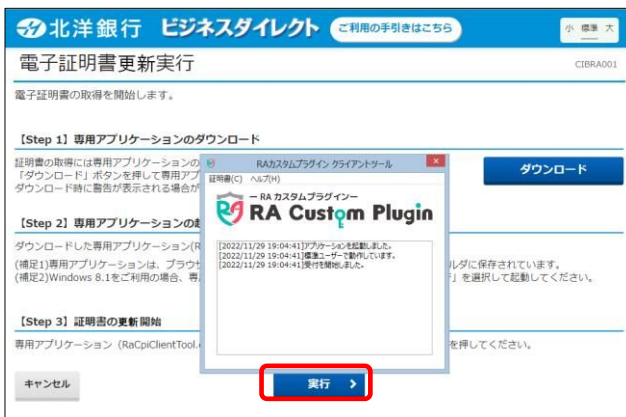 北洋銀行 ビジネスダイレクト ご利用の手引きはこちら 小 標準 大
電子証明書更新実行 CIBRA001
電子証明書の取得を開始します。
【Step 1】専用アプリケーションのダウンロード
証明書の取得には専用アプリケーションの
「ダウンロード」ボタンを押して専用アプ
ダウンロード時に警告が表示される場合が
ダウンロード
RAカスタムプラグイン クライアントツール
証明書(C) ヘルプ(H)
RA カスタムプラグイン
RA Custom Plugin
[2022/11/29 19:04:41]アプリケーションを起動しました。
[2022/11/29 19:04:41]標準ユーザーで動作しています。
[2022/11/29 19:04:41]受付を開始しました。
【Step 2】専用アプリケーションの
ダウンロードした専用アプリケーション(R
(補足1)専用アプリケーションは、ブラウ ルダに保存されています。
(補足2)Windows 8.1をご利用の場合、専 」を選択して起動してください。
【Step 3】証明書の更新開始
専用アプリケーション（RaCpiClientTool. を押してください。
キャンセル 実行